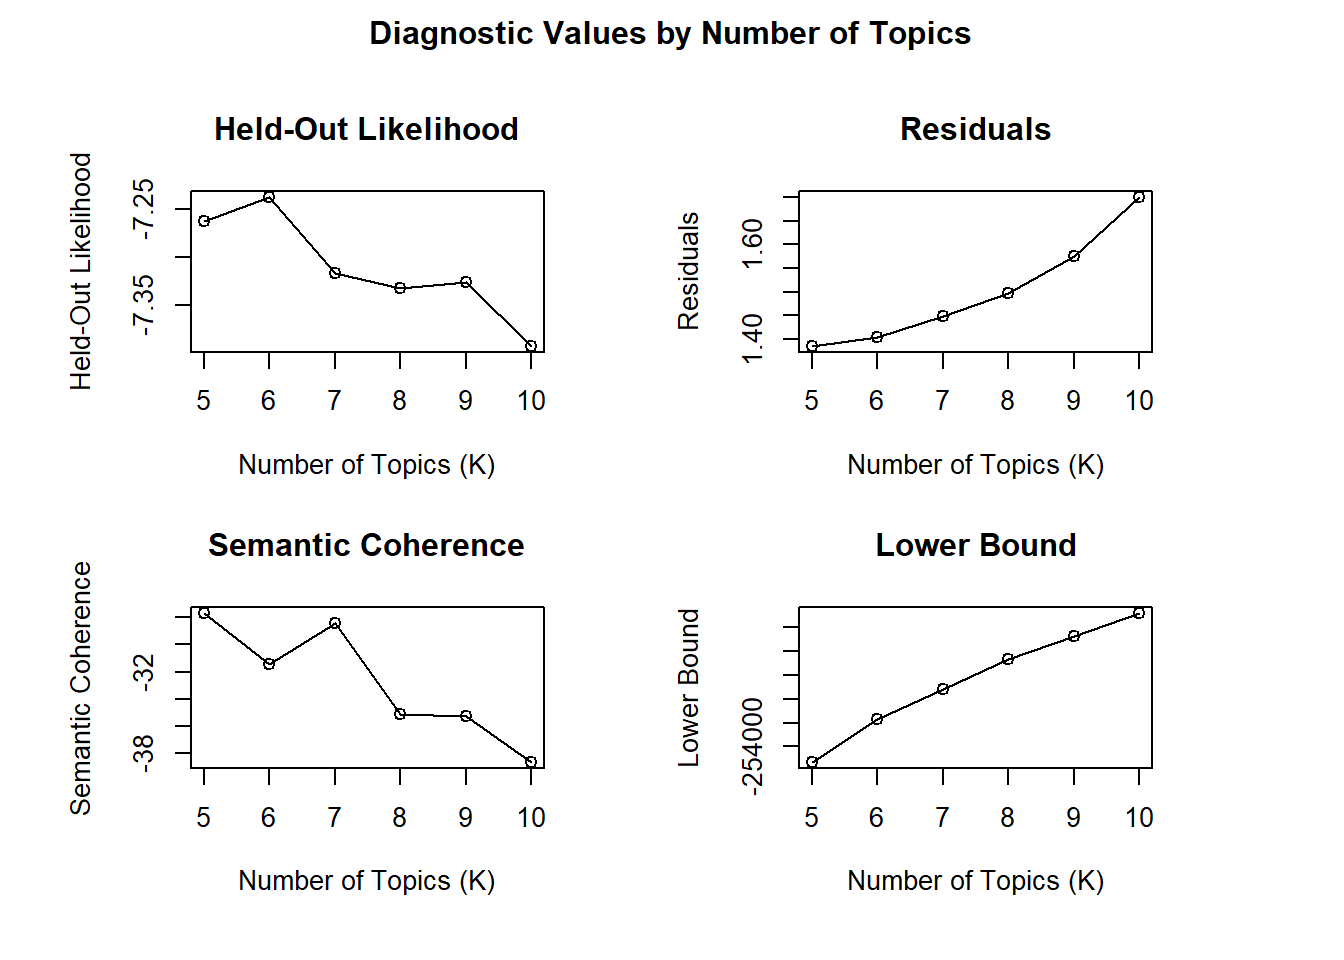 Diagnostic Values by Number of Topics
Held-Out Likelihood
Held-Out Likelihood
-7.25
-7.35
5 6 7 8 9 10
Number of Topics (K)
Residuals
Residuals
1.60
1.40
5 6 7 8 9 10
Number of Topics (K)
Semantic Coherence
Semantic Coherence
-32
-38
5 6 7 8 9 10
Number of Topics (K)
Lower Bound
Lower Bound
-254000
5 6 7 8 9 10
Number of Topics (K)